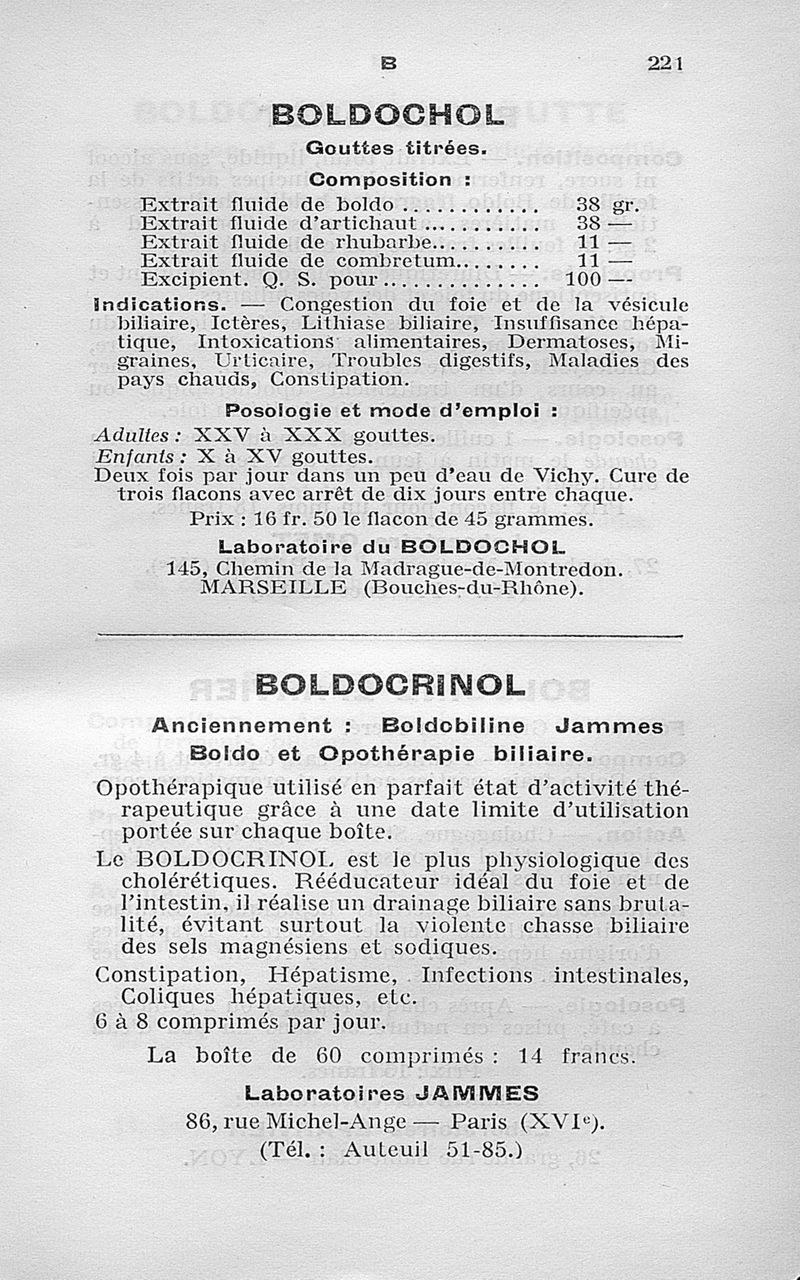 B 221
BOLDOCHOL
Gouttes titrées.
Composition :
Extrait fluide de boldo ............ 38 gr.
Extrait fluide d'artichaut .......... 38 —
Extrait fluide de rhubarbe.......... 11 —
Extrait fluide de combretum........ 11 —
Excipient. Q. S. pour .............. 100 —
Indications. — Congestion du foie et de la vésicule
biliaire, Ictères, Lithiase biliaire, Insuffisance hépa-
tique, Intoxications alimentaires, Dermatoses, Mi-
graines, Urticaire, Troubles digestifs, Maladies des
pays chauds, Constipation.
Posologie et mode d'emploi :
Adultes : XXV à XXX gouttes.
Enfants : X à XV gouttes.
Deux fois par jour dans un peu d'eau de Vichy. Cure de
trois flacons avec arrêt de dix jours entre chaque.
Prix : 16 fr. 50 le flacon de 45 grammes.
Laboratoire du BOLDOCHOL
145, Chemin de la Madrague-de-Montredon.
MARSEILLE (Bouches-du-Rhône).
BOLDOCRINOL
Anciennement : Boldobiline Jammes
Boldo et Opothérapie biliaire.
Opothérapique utilisé en parfait état d'activité thé-
rapeutique grâce à une date limite d'utilisation
portée sur chaque boîte.
Le BOLDOCRINOL est le plus physiologique des
cholérétiques. Rééducateur idéal du foie et de
l'intestin, il réalise un drainage biliaire sans bruta-
lité, évitant surtout la violente chasse biliaire
des sels magnésiens et sodiques.
Constipation, Hépatisme, Infections intestinales,
Coliques hépatiques, etc.
6 à 8 comprimés par jour.
La boîte de 60 comprimés : 14 francs.
Laboratoires JAMMES
86, rue Michel-Ange — Paris (XVIe).
(Tél. : Auteuil 51-85.)